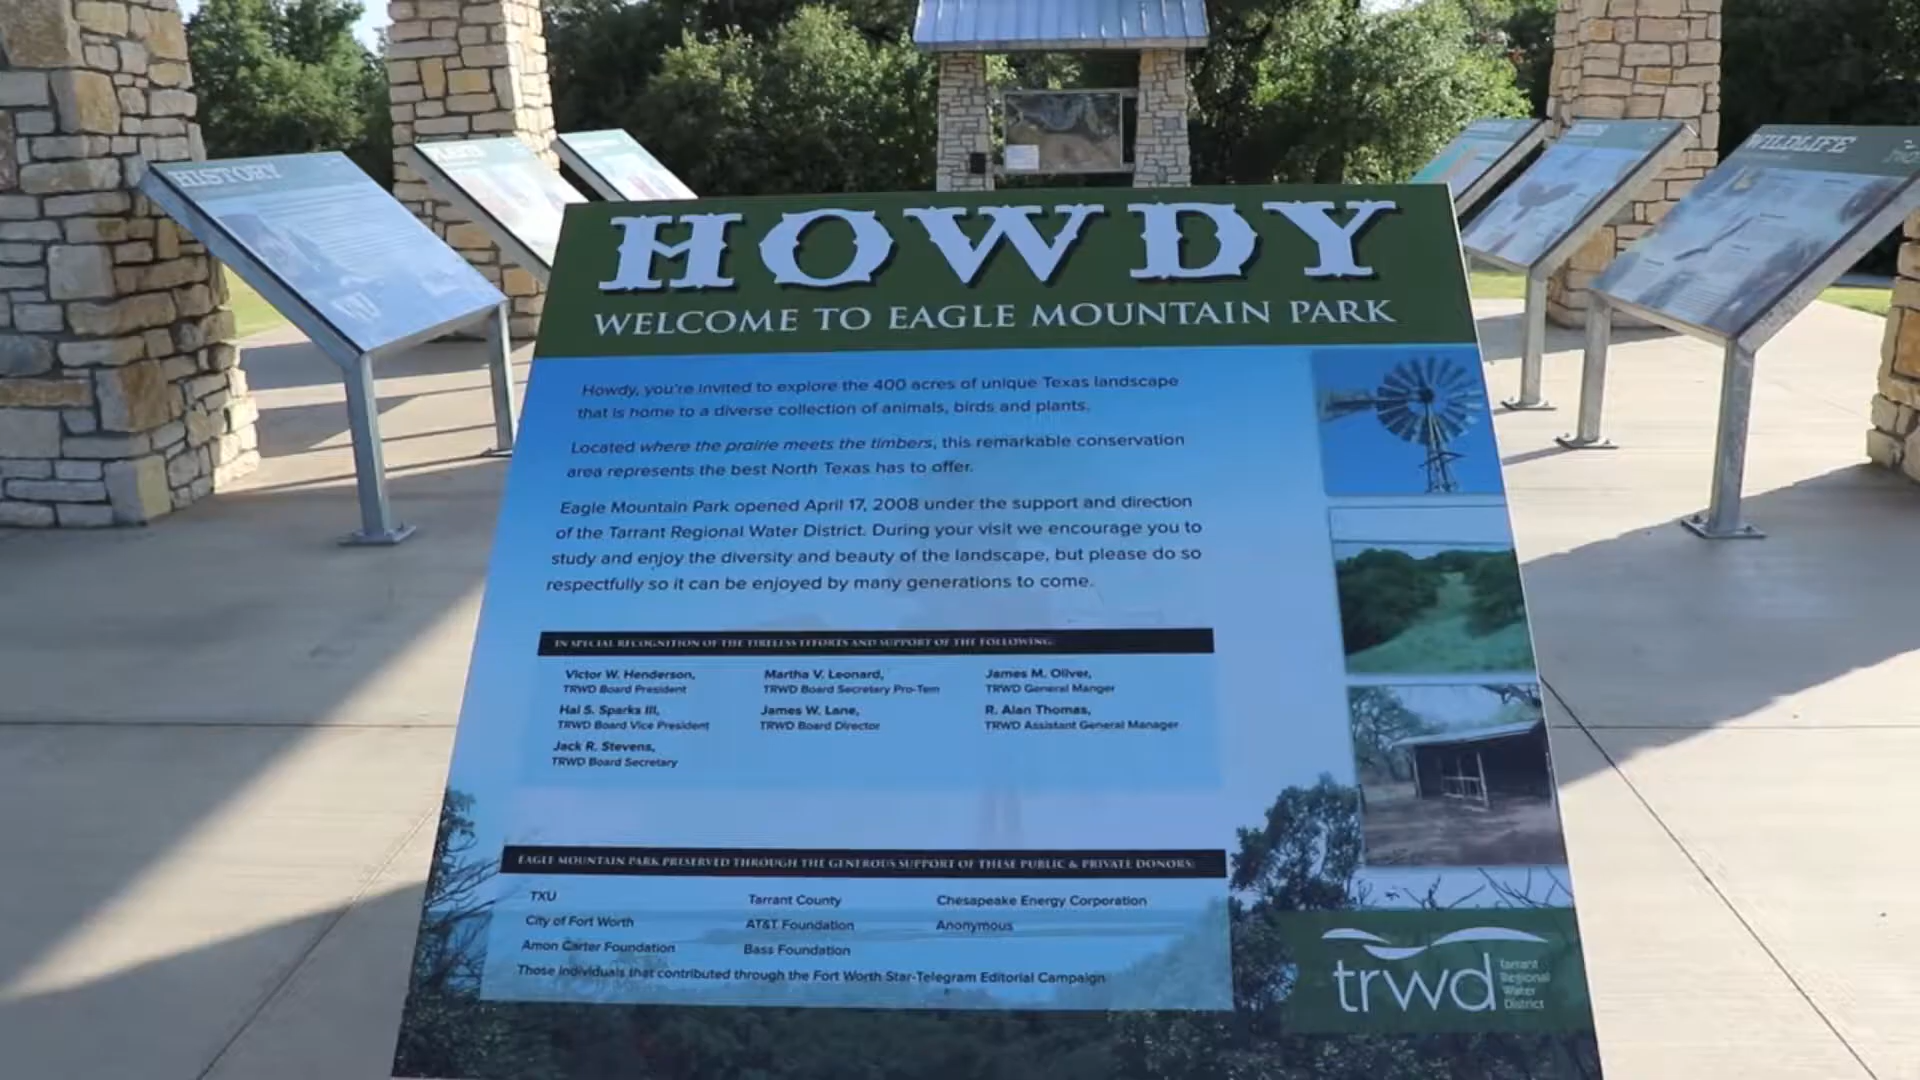 HISTORY
PLANTS
WILDLIFE
HOWDY
WELCOME TO EAGLE MOUNTAIN PARK
Howdy, you're invited to explore the 400 acres of unique Texas landscape
that is home to a diverse collection of animals, birds and plants.
Located where the prairie meets the timbers, this remarkable conservation
area represents the best North Texas has to offer.
Eagle Mountain Park opened April 17, 2008 under the support and direction
of the Tarrant Regional Water District. During your visit we encourage you to
study and enjoy the diversity and beauty of the landscape, but please do so
respectfully so it can be enjoyed by many generations to come.
IN SPECIAL RECOGNITION OF THE TIRELESS EFFORTS AND SUPPORT OF THE FOLLOWING:
Victor W. Henderson,
TRWD Board President
Hal S. Sparks III,
TRWD Board Vice President
Jack R. Stevens,
TRWD Board Secretary
Martha V. Leonard,
TRWD Board Secretary Pro-Tem
James W. Lane,
TRWD Board Director
James M. Oliver,
TRWD General Manger
R. Alan Thomas,
TRWD Assistant General Manager
EAGLE MOUNTAIN PARK PRESERVED THROUGH THE GENEROUS SUPPORT OF THESE PUBLIC & PRIVATE DONORS:
TXU
City of Fort Worth
Amon Carter Foundation
Tarrant County
AT&T Foundation
Bass Foundation
Chesapeake Energy Corporation
Anonymous
Those individuals that contributed through the Fort Worth Star-Telegram Editorial Campaign
trwd
Tarrant
Regional
Water
District